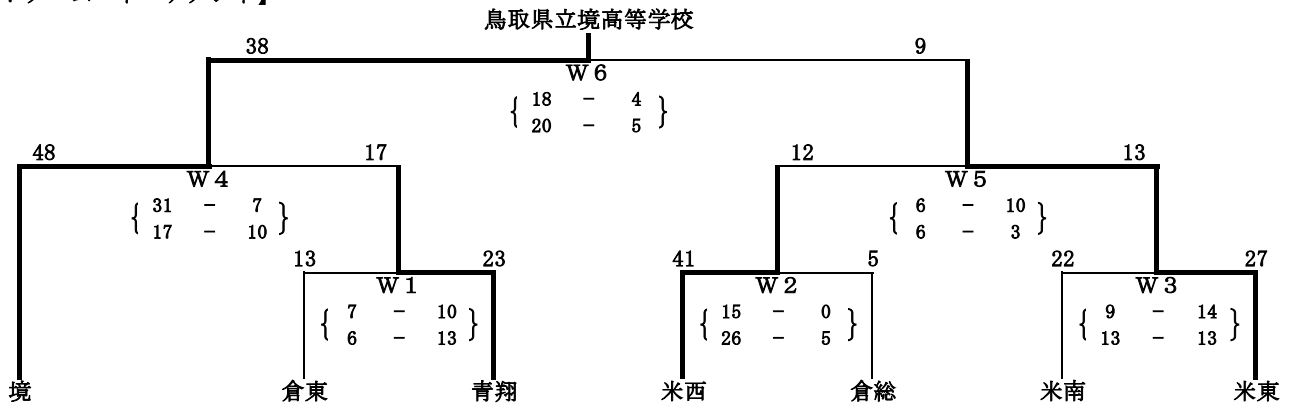 鳥取県立境高等学校
38 9
W6
18 - 4
20 - 5
48 17 12 13
W4 W5
31 - 7 6 - 10
17 - 10 6 - 3
13 23 41 5 22 27
W1 W2 W3
7 - 10 15 - 0 9 - 14
6 - 13 26 - 5 13 - 13
境 倉東 青翔 米西 倉総 米南 米東